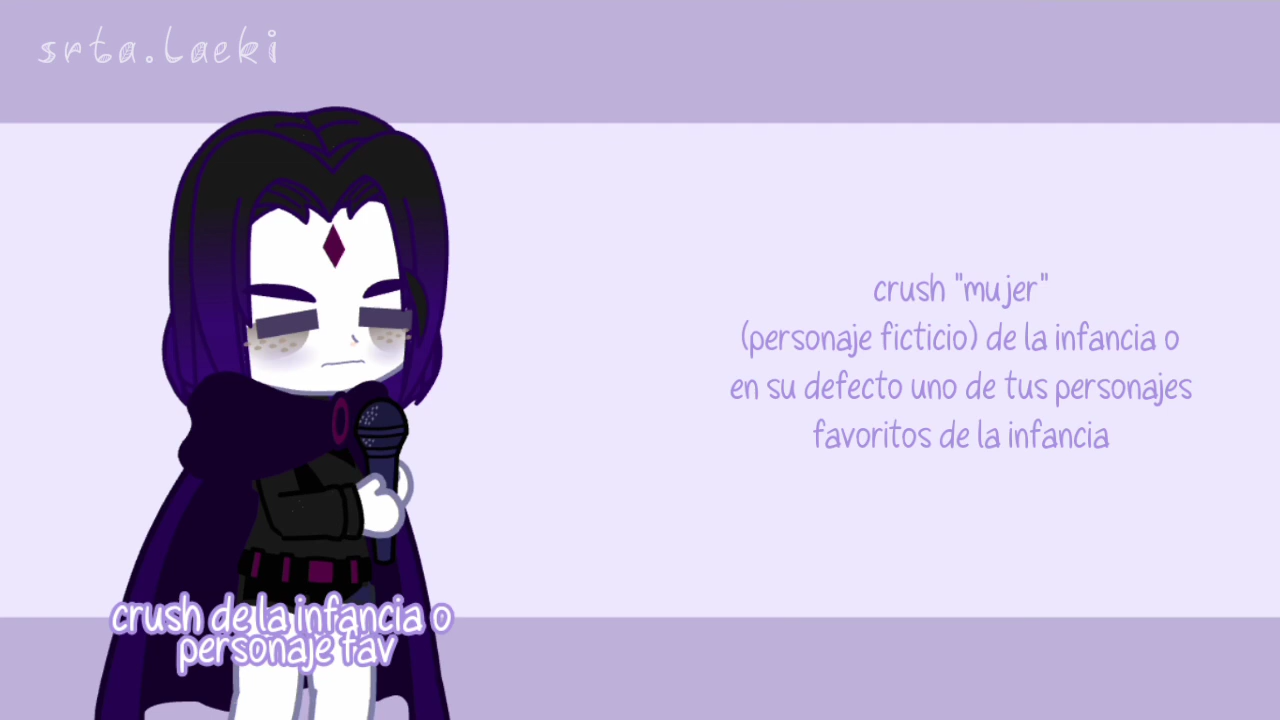 srta.laeki
crush "mujer"
(personaje ficticio) de la infancia o
en su defecto uno de tus personajes
favoritos de la infancia
crush de la infancia o
personaje fav